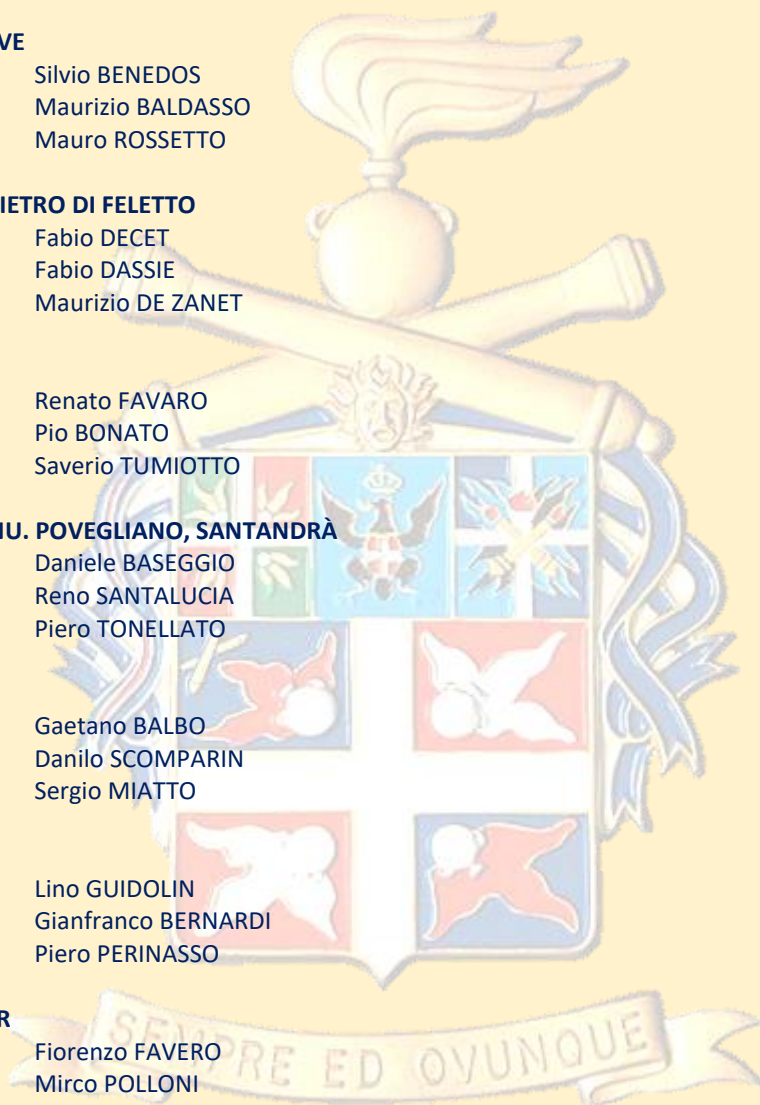 VE
Silvio BENEDOS
Maurizio BALDASSO
Mauro ROSSETTO
IETRO DI FELETTO
Fabio DECET
Fabio DASSIE
Maurizio DE ZANET
Renato FAVARO
Pio BONATO
Saverio TUMIOTTO
IU. POVEGLIANO, SANTANDRÀ
Daniele BASEGGIO
Reno SANTALUCIA
Piero TONELLATO
Gaetano BALBO
Danilo SCOMPARIN
Sergio MIATTO
Lino GUIDOLIN
Gianfranco BERNARDI
Piero PERINASSO
R
Fiorenzo FAVERO
Mirco POLLONI
SEMPRE ED OVUNQUE